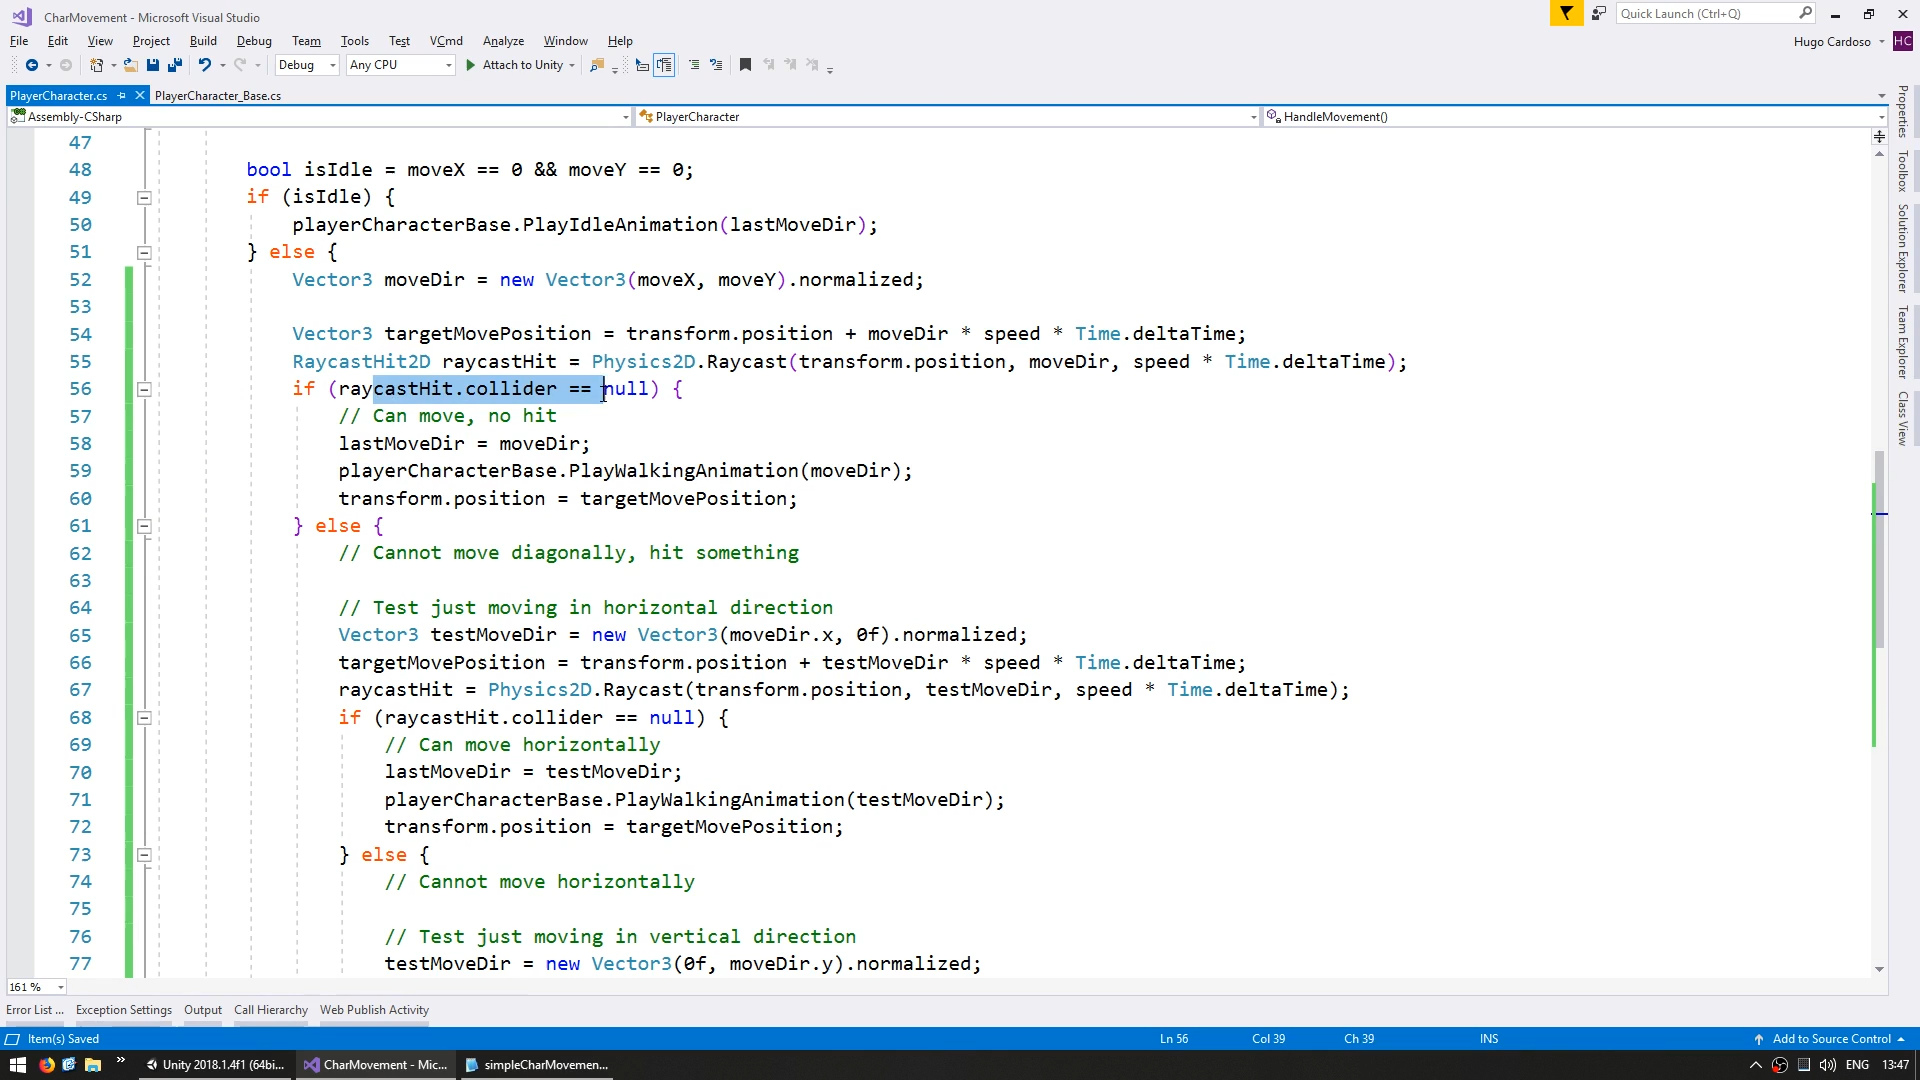 CharMovement - Microsoft Visual Studio
Quick Launch (Ctrl+Q)
File Edit View Project Build Debug Team Tools Test VCmd Analyze Window Help
Hugo Cardoso HC
Debug Any CPU Attach to Unity
PlayerCharacter.cs PlayerCharacter_Base.cs
Assembly-CSharp PlayerCharacter HandleMovement()
47
48 bool isIdle = moveX == 0 && moveY == 0;
49 if (isIdle) {
50 playerCharacterBase.PlayIdleAnimation(lastMoveDir);
51 } else {
52 Vector3 moveDir = new Vector3(moveX, moveY).normalized;
53
54 Vector3 targetMovePosition = transform.position + moveDir * speed * Time.deltaTime;
55 RaycastHit2D raycastHit = Physics2D.Raycast(transform.position, moveDir, speed * Time.deltaTime);
56 if (raycastHit.collider == null) {
57 // Can move, no hit
58 lastMoveDir = moveDir;
59 playerCharacterBase.PlayWalkingAnimation(moveDir);
60 transform.position = targetMovePosition;
61 } else {
62 // Cannot move diagonally, hit something
63
64 // Test just moving in horizontal direction
65 Vector3 testMoveDir = new Vector3(moveDir.x, 0f).normalized;
66 targetMovePosition = transform.position + testMoveDir * speed * Time.deltaTime;
67 raycastHit = Physics2D.Raycast(transform.position, testMoveDir, speed * Time.deltaTime);
68 if (raycastHit.collider == null) {
69 // Can move horizontally
70 lastMoveDir = testMoveDir;
71 playerCharacterBase.PlayWalkingAnimation(testMoveDir);
72 transform.position = targetMovePosition;
73 } else {
74 // Cannot move horizontally
75
76 // Test just moving in vertical direction
77 testMoveDir = new Vector3(0f, moveDir.y).normalized;
Properties
Toolbox
Solution Explorer
Team Explorer
Class View
161 %
Error List ... Exception Settings Output Call Hierarchy Web Publish Activity
Item(s) Saved Ln 56 Col 39 Ch 39 INS Add to Source Control
Unity 2018.1.4f1 (64bi... CharMovement - Mic... simpleCharMovemen... ENG 13:47